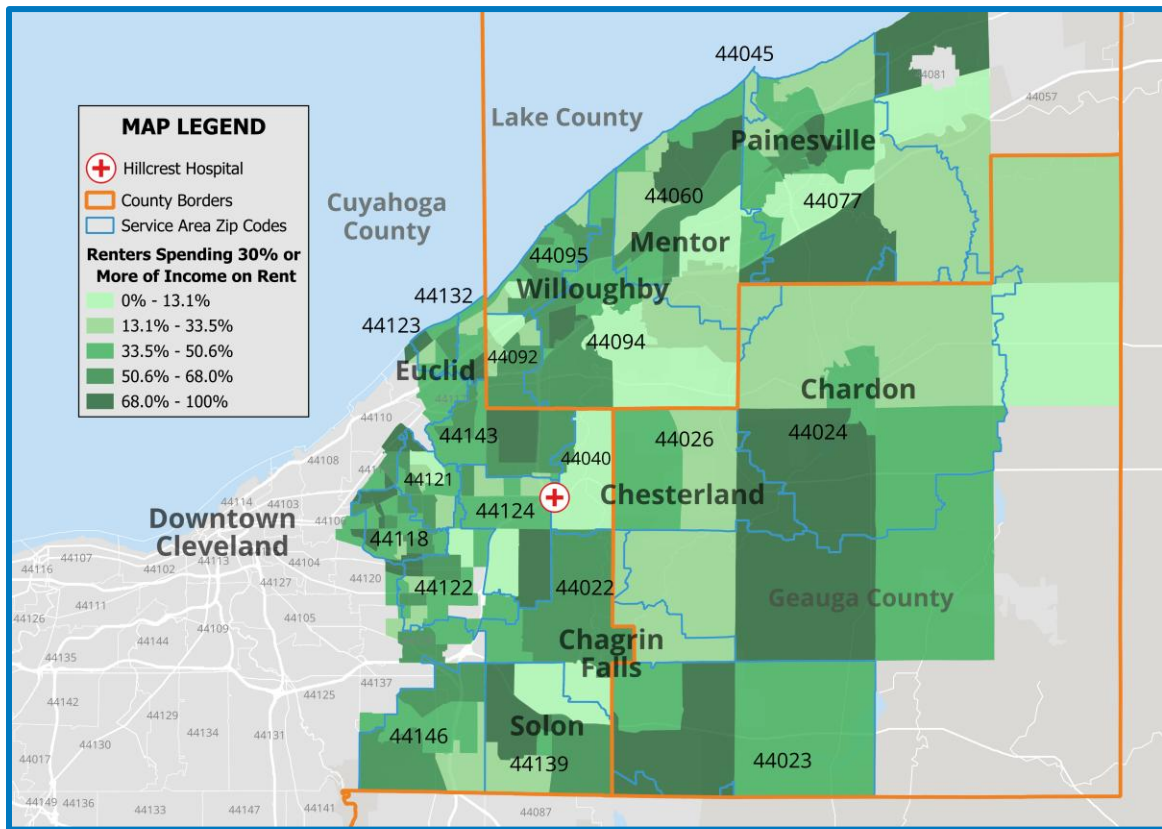 MAP LEGEND
Hillcrest Hospital
County Borders
Service Area Zip Codes
Renters Spending 30% or
More of Income on Rent
0% - 13.1%
13.1% - 33.5%
33.5% - 50.6%
50.6% - 68.0%
68.0% - 100%
44045
44081
44057
Lake County
Painesville
44060
44077
Cuyahoga
County
Mentor
44095
Willoughby
44132
44123
44094
44092
Euclid
Chardon
44110
44143
44026
44024
44040
44108
44121
Chesterland
44124
44114
44103
44106
Downtown
Cleveland
44118
44107
44116
44102
44113
44104
44120
44127
44122
44022
Geauga County
44111
44126
44105
44109
44144
Chagrin
Falls
44135
44137
44125
44142
44129
Solon
44146
44130
44134
44131
44017
44139
44023
44149
44136
44133
44147
44141
44087